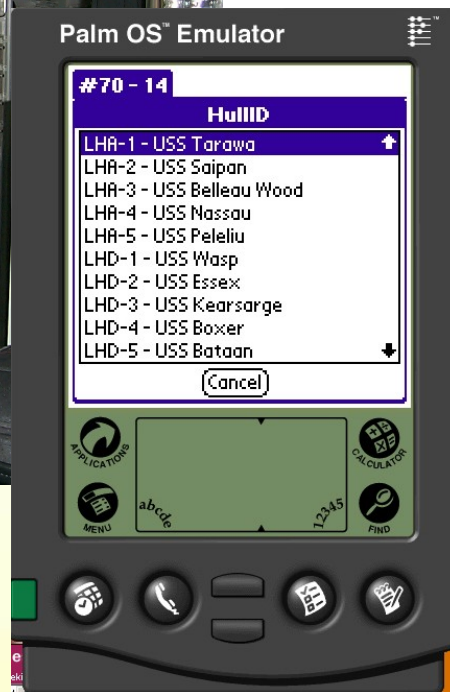 Palm OS™ Emulator
#70 - 14
HullID
LHA-1 - USS Tarawa
LHA-2 - USS Saipan
LHA-3 - USS Belleau Wood
LHA-4 - USS Nassau
LHA-5 - USS Peleliu
LHD-1 - USS Wasp
LHD-2 - USS Essex
LHD-3 - USS Kearsarge
LHD-4 - USS Boxer
LHD-5 - USS Bataan
Cancel
APPLICATIONS
CALCULATOR
MENU
abcde
12345
FIND
e
eki